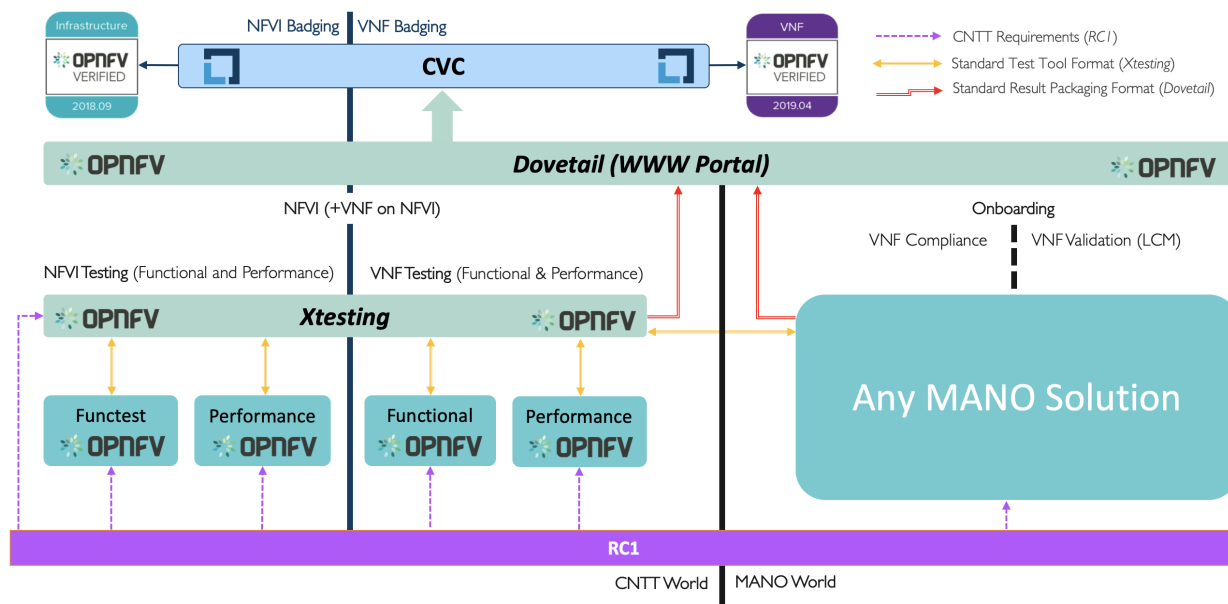 Infrastructure
OPNFV
VERIFIED
2018.09
NFVI Badging
VNF Badging
CVC
VNF
OPNFV
VERIFIED
2019.04
CNTT Requirements (RC1)
Standard Test Tool Format (Xtesting)
Standard Result Packaging Format (Dovetail)
OPNFV
Dovetail (WWW Portal)
OPNFV
NFVI (+VNF on NFVI)
Onboarding
VNF Compliance
VNF Validation (LCM)
NFVI Testing (Functional and Performance)
VNF Testing (Functional & Performance)
OPNFV
Xtesting
OPNFV
Functest
OPNFV
Performance
OPNFV
Functional
OPNFV
Performance
OPNFV
Any MANO Solution
RC1
CNTT World
MANO World